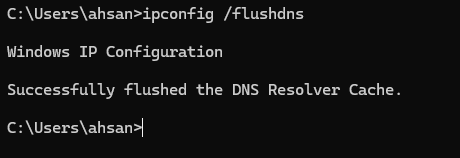 C:\Users\ahsan>ipconfig /flushdns
Windows IP Configuration
Successfully flushed the DNS Resolver Cache.
C:\Users\ahsan>